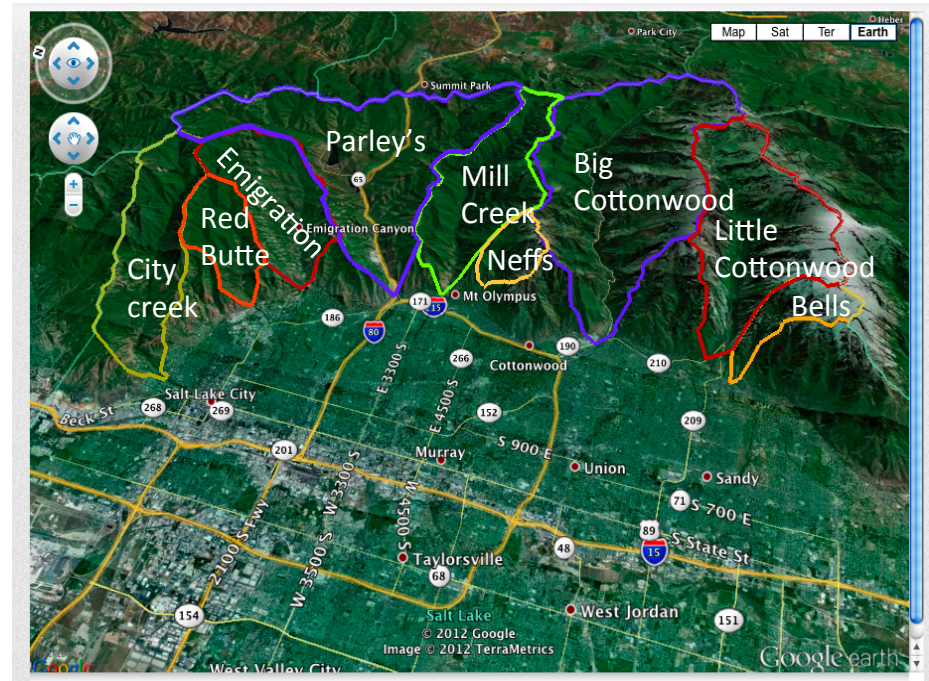 Heber
Park City
Map Sat Ter Earth
N
Summit Park
Parley's
65
Emigration
Emigration Canyon
Mill
Creek
Big
Cottonwood
Red
Butte
Neffs
Little
Cottonwood
City
creek
Bells
171
215
Mt Olympus
186
80
E 3300 S
266
190
Cottonwood
210
Salt Lake City
268
269
Beck St
E 4500 S
152
209
201
S 900 E
Murray
Union
Sandy
71
S 700 E
2100 S Fwy
W 3500 S
W 3300 S
W 4500 S
89
S State St
15
48
Taylorsville
68
154
Salt Lake
West Jordan
151
© 2012 Google
Image © 2012 TerraMetrics
West Valley City
Google
Google earth